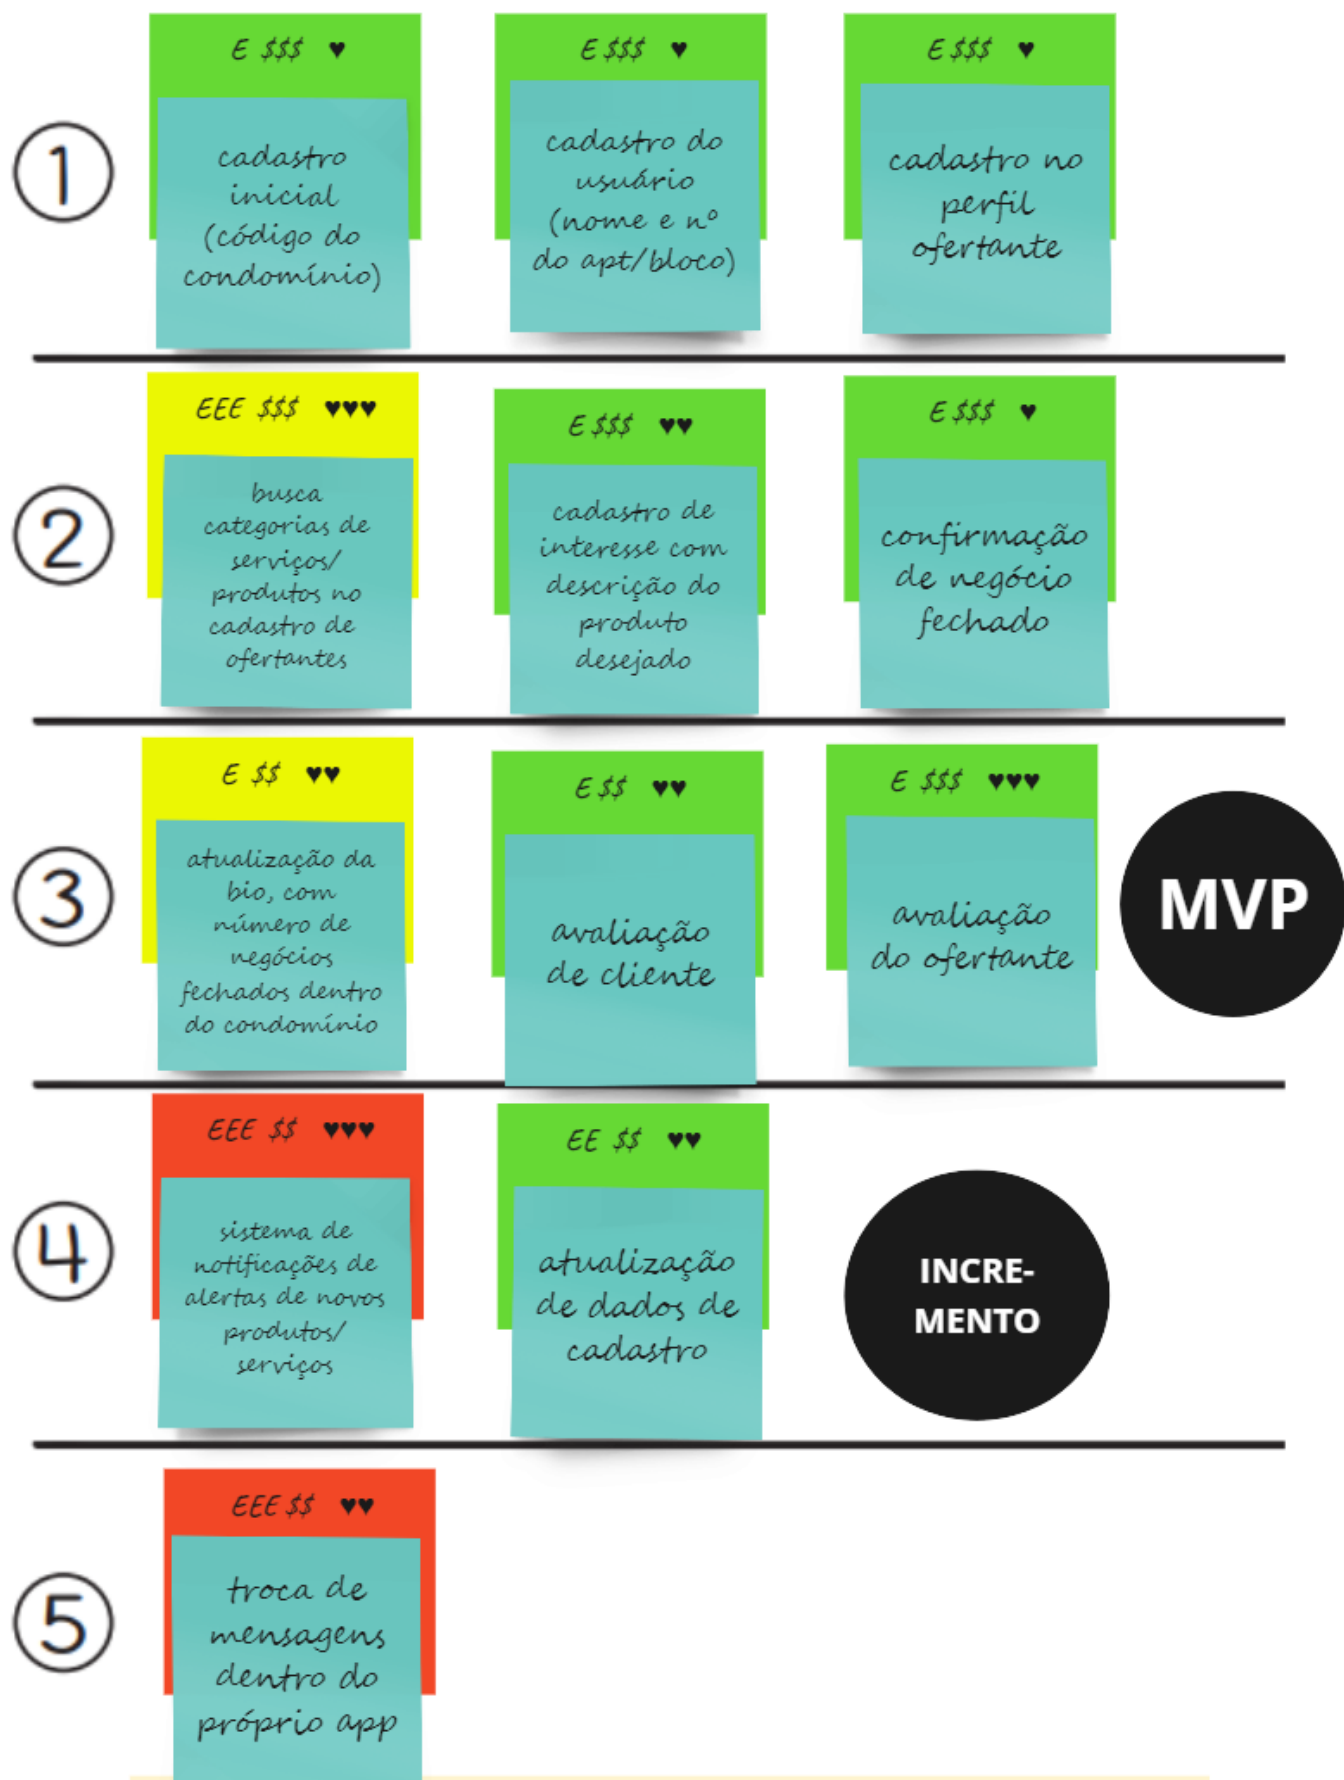 1
E $$$ ♥
cadastro
inicial
(código do
condomínio)
E $$$ ♥
cadastro do
usuário
(nome e nº
do apt/bloco)
E $$$ ♥
cadastro no
perfil
ofertante
2
EEE $$$ ♥♥♥
busca
categorias de
serviços/
produtos no
cadastro de
ofertantes
E $$$ ♥♥
cadastro de
interesse com
descrição do
produto
desejado
E $$$ ♥
confirmação
de negócio
fechado
3
E $$ ♥♥
atualização da
bio, com
número de
negócios
fechados dentro
do condomínio
E $$ ♥♥
avaliação
de cliente
E $$$ ♥♥♥
avaliação
do ofertante
MVP
4
EEE $$ ♥♥♥
sistema de
notificações de
alertas de novos
produtos/
serviços
EE $$ ♥♥
atualização
de dados de
cadastro
INCRE-
MENTO
5
EEE $$ ♥♥
troca de
mensagens
dentro do
próprio app